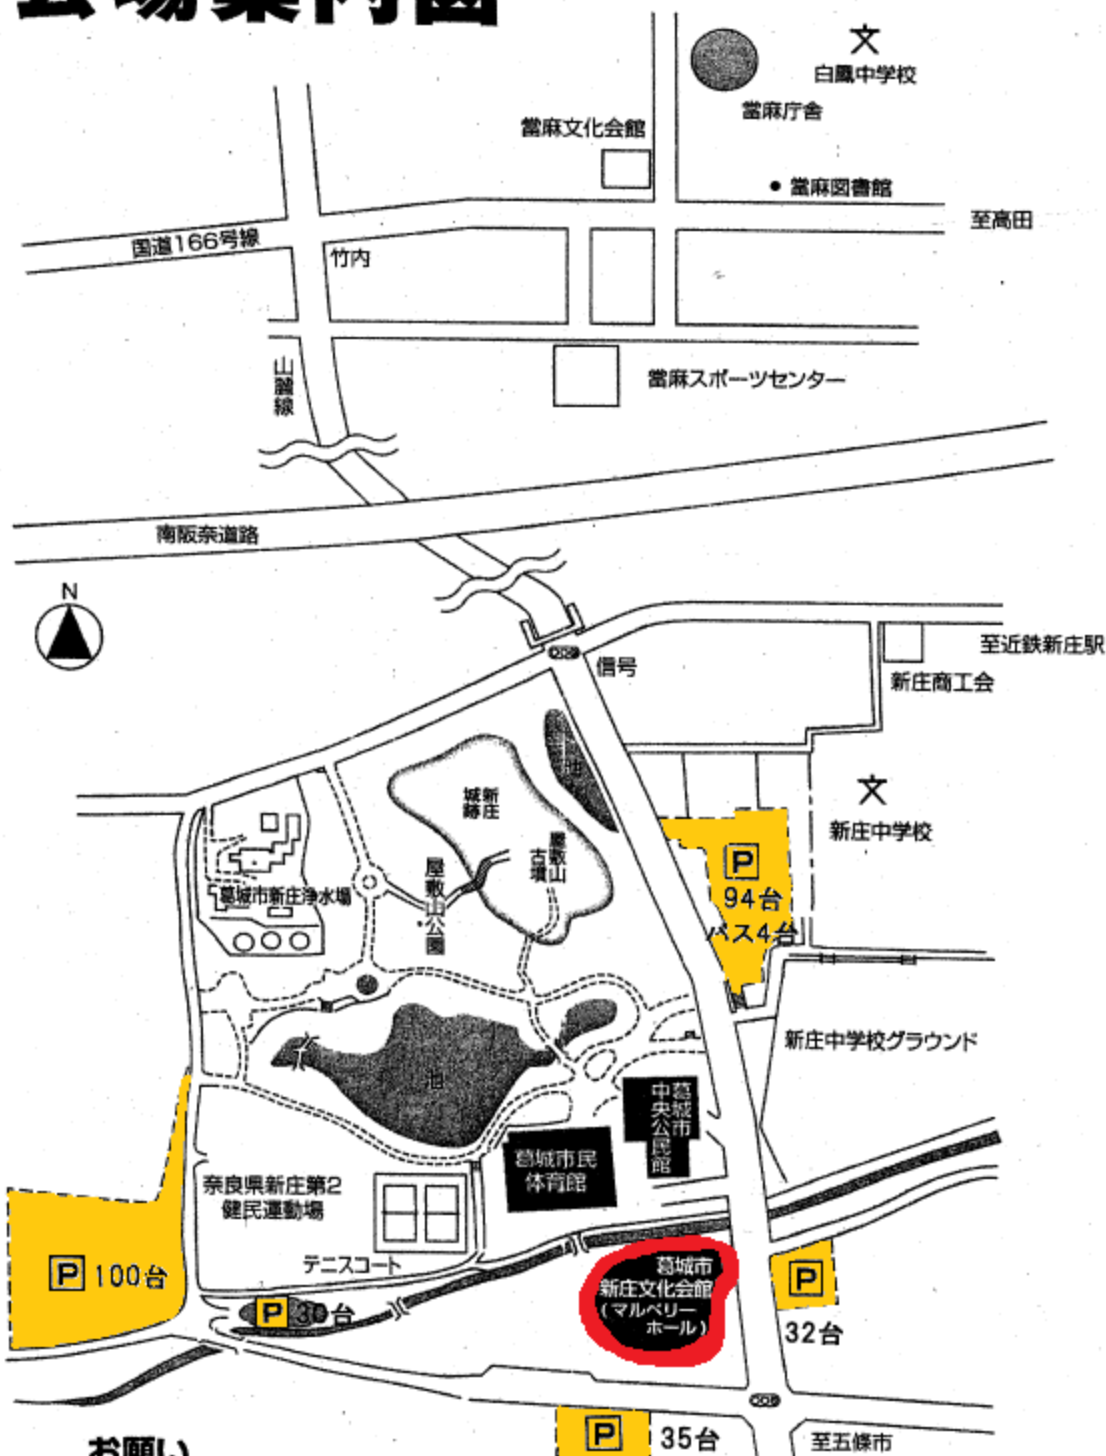 会場案内図
白鳳中学校
當麻庁舎
當麻文化会館
當麻図書館
至高田
国道166号線
竹内
山麓線
當麻スポーツセンター
南阪奈道路
N
信号
至近鉄新庄駅
新庄商工会
池
新庄
城跡
屋敷山
古墳
新庄中学校
P
94台
バス4台
葛城市新庄浄水場
屋敷山公園
新庄中学校グラウンド
池
葛城市
中央公民館
葛城市民
体育館
奈良県新庄第2
健民運動場
テニスコート
P 100台
P 30台
葛城市
新庄文化会館
(マルベリー
ホール)
P
32台
P 35台
至五條市
お願い